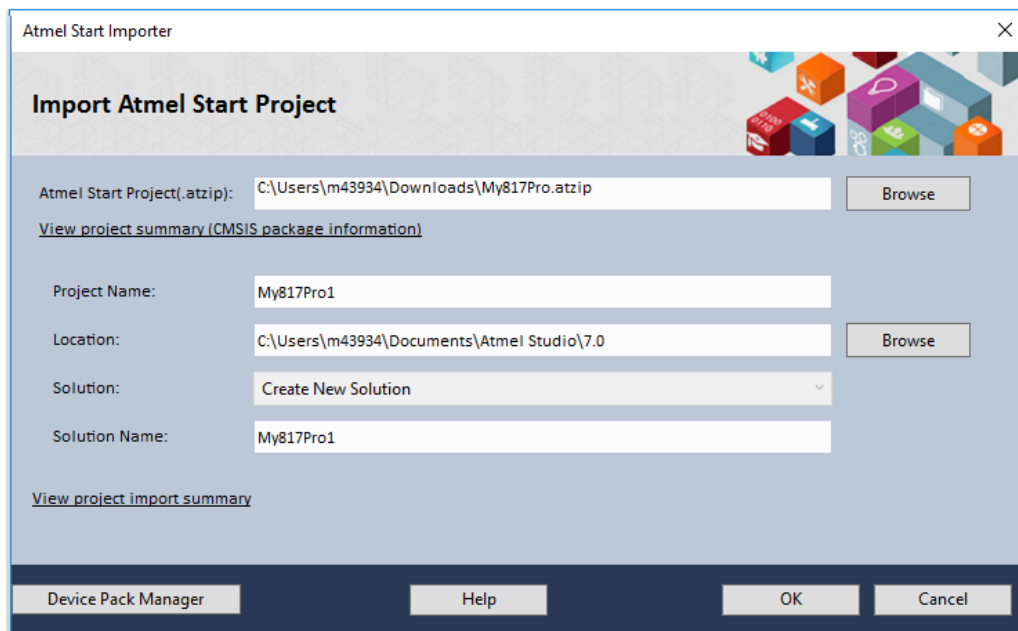 Atmel Start Importer
Import Atmel Start Project
0100
0110
Atmel Start Project(.atzip): C:\Users\m43934\Downloads\My817Pro.atzip Browse
View project summary (CMSIS package information)
Project Name: My817Pro1
Location: C:\Users\m43934\Documents\Atmel Studio\7.0 Browse
Solution: Create New Solution
Solution Name: My817Pro1
View project import summary
Device Pack Manager Help OK Cancel